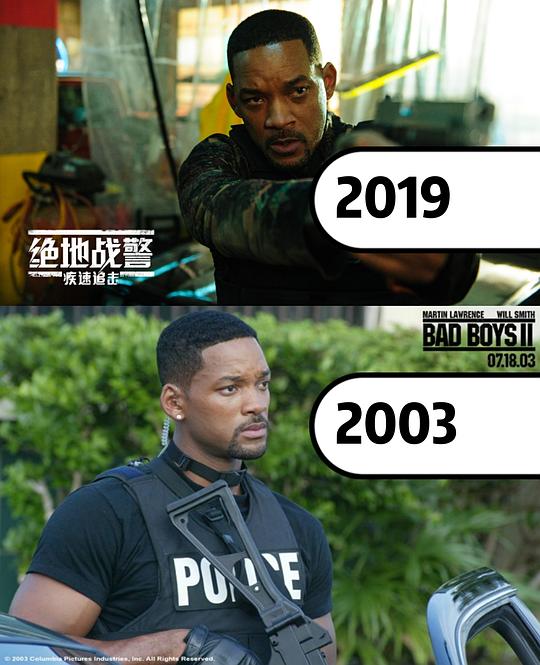 2019
绝地战警
疾速追击
MARTIN LAWRENCE WILL SMITH
BAD BOYS II
07.18.03
2003
POLICE
© 2003 Columbia Pictures Industries, Inc. All Rights Reserved.